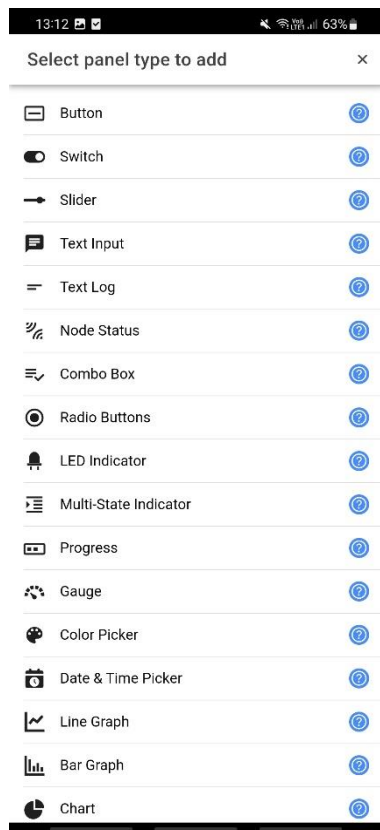 13:12 63%
Select panel type to add ×
Button
Switch
Slider
Text Input
Text Log
Node Status
Combo Box
Radio Buttons
LED Indicator
Multi-State Indicator
Progress
Gauge
Color Picker
Date & Time Picker
Line Graph
Bar Graph
Chart